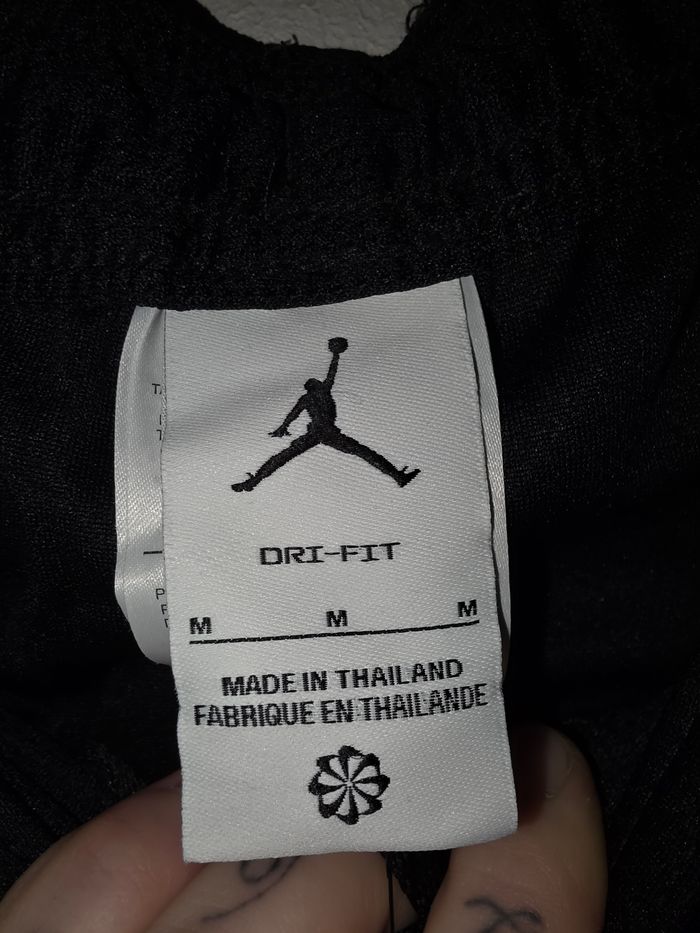 DRI-FIT
M M M
MADE IN THAILAND
FABRIQUE EN THAILANDE